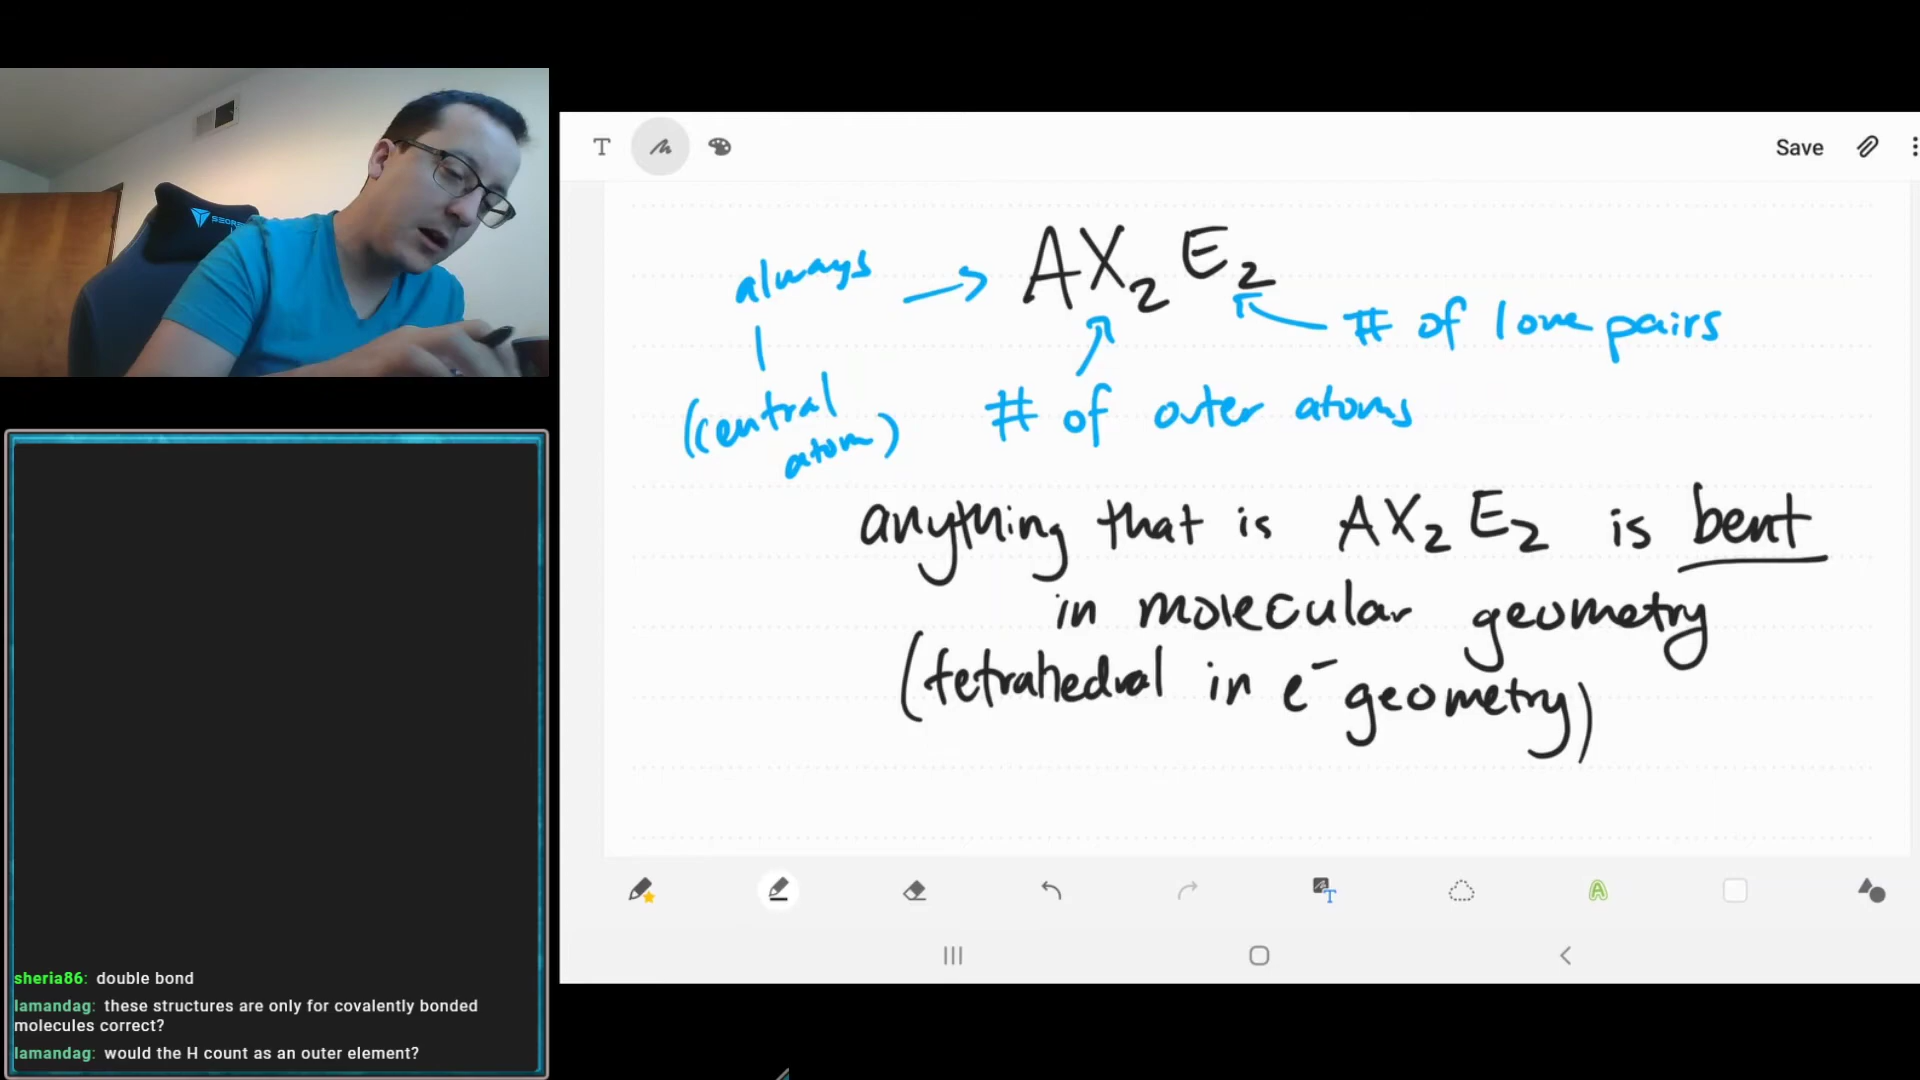 SECRE
T
Save
always → AX₂E₂
# of lone pairs
(central
atom)
# of outer atoms
anything that is AX₂E₂ is bent
in molecular geometry
(tetrahedral in e⁻ geometry)
sheria86: double bond
lamandag: these structures are only for covalently bonded
molecules correct?
lamandag: would the H count as an outer element?